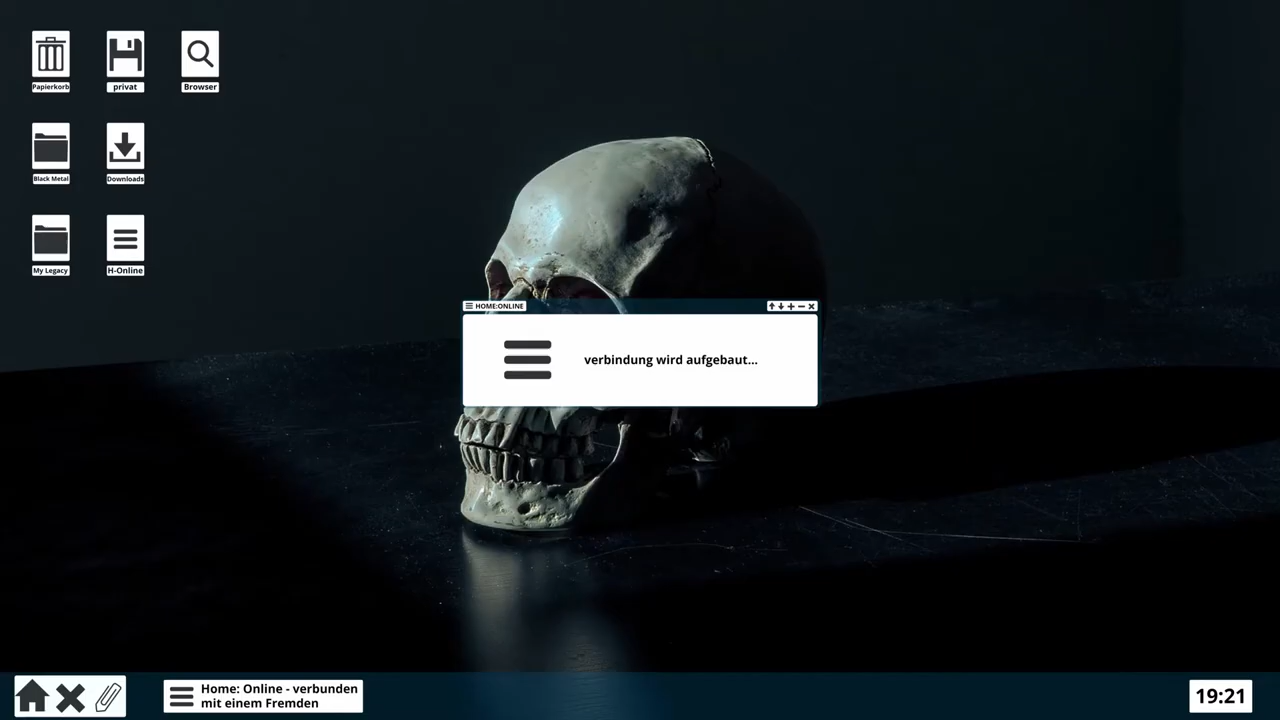 Papierkorb
privat
Browser
Black Metal
Downloads
My Legacy
H-Online
HOME:ONLINE
verbindung wird aufgebaut...
Home: Online - verbunden
mit einem Fremden
19:21